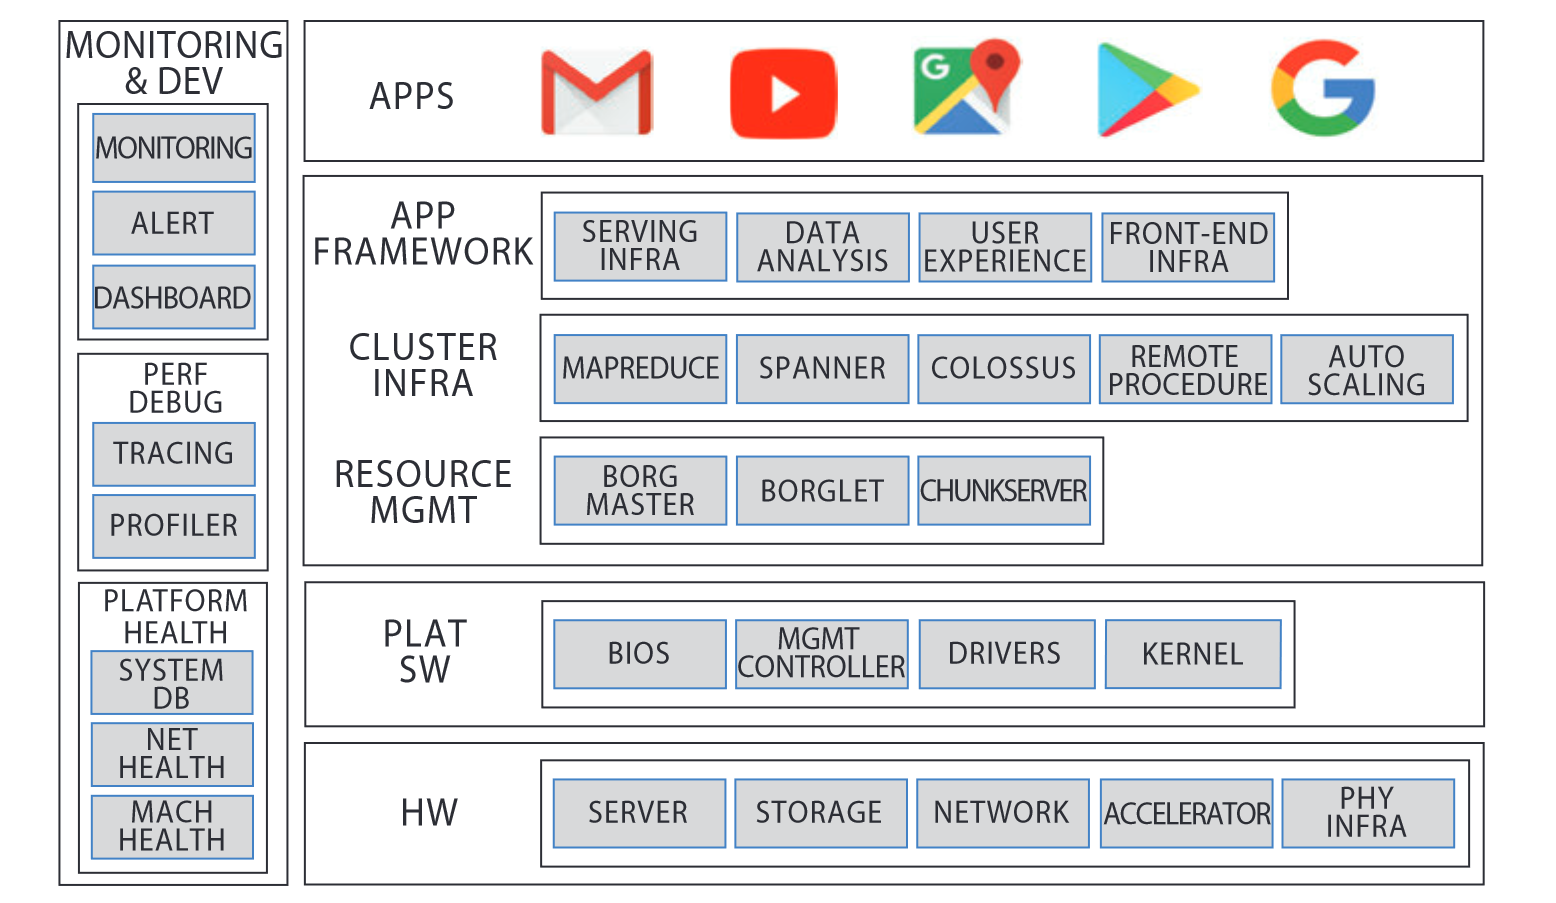 MONITORING
& DEV
MONITORING
ALERT
DASHBOARD
PERF
DEBUG
TRACING
PROFILER
PLATFORM
HEALTH
SYSTEM
DB
NET
HEALTH
MACH
HEALTH
APPS
G
APP
FRAMEWORK
SERVING
INFRA
DATA
ANALYSIS
USER
EXPERIENCE
FRONT-END
INFRA
CLUSTER
INFRA
MAPREDUCE
SPANNER
COLOSSUS
REMOTE
PROCEDURE
AUTO
SCALING
RESOURCE
MGMT
BORG
MASTER
BORGLET
CHUNKSERVER
PLAT
SW
BIOS
MGMT
CONTROLLER
DRIVERS
KERNEL
HW
SERVER
STORAGE
NETWORK
ACCELERATOR
PHY
INFRA